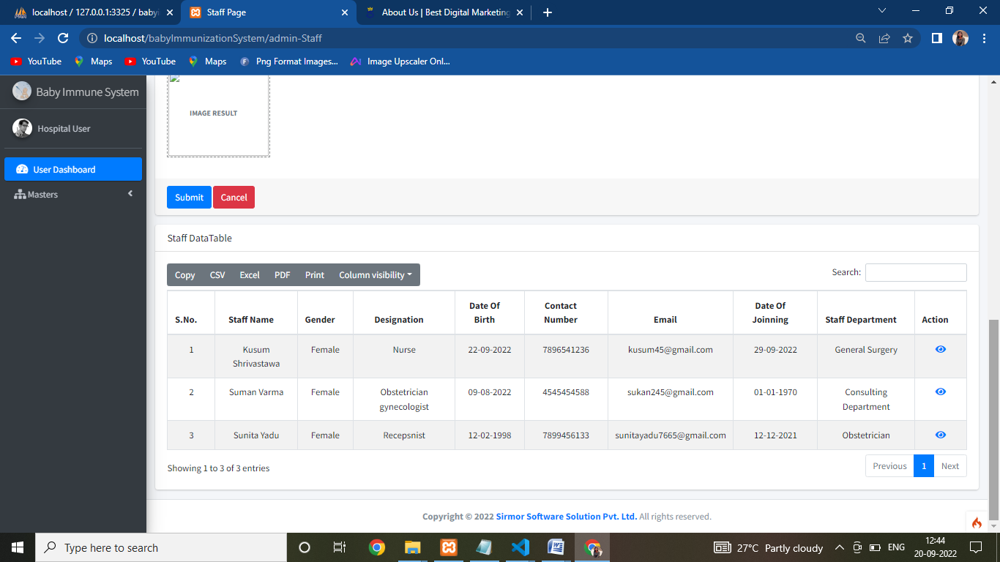 localhost / 127.0.0.1:3325 / babyi
Staff Page
About Us | Best Digital Marketing
localhost/babyImmunizationSystem/admin-Staff
YouTube Maps YouTube Maps Png Format Images... Image Upscaler Onl...
Baby Immune System
Hospital User
User Dashboard
Masters
IMAGE RESULT
Submit Cancel
Staff DataTable
Copy CSV Excel PDF Print Column visibility
Search:
S.No. Staff Name Gender Designation Date Of Birth Contact Number Email Date Of Joinning Staff Department Action
1 Kusum Shrivastawa Female Nurse 22-09-2022 7896541236 kusum45@gmail.com 29-09-2022 General Surgery
2 Suman Varma Female Obstetrician gynecologist 09-08-2022 4545454588 sukan245@gmail.com 01-01-1970 Consulting Department
3 Sunita Yadu Female Recepsnist 12-02-1998 7899456133 sunitayadu7665@gmail.com 12-12-2021 Obstetrician
Showing 1 to 3 of 3 entries
Previous 1 Next
Copyright © 2022 Sirmor Software Solution Pvt. Ltd. All rights reserved.
Type here to search
27°C Partly cloudy
ENG
12:44
20-09-2022